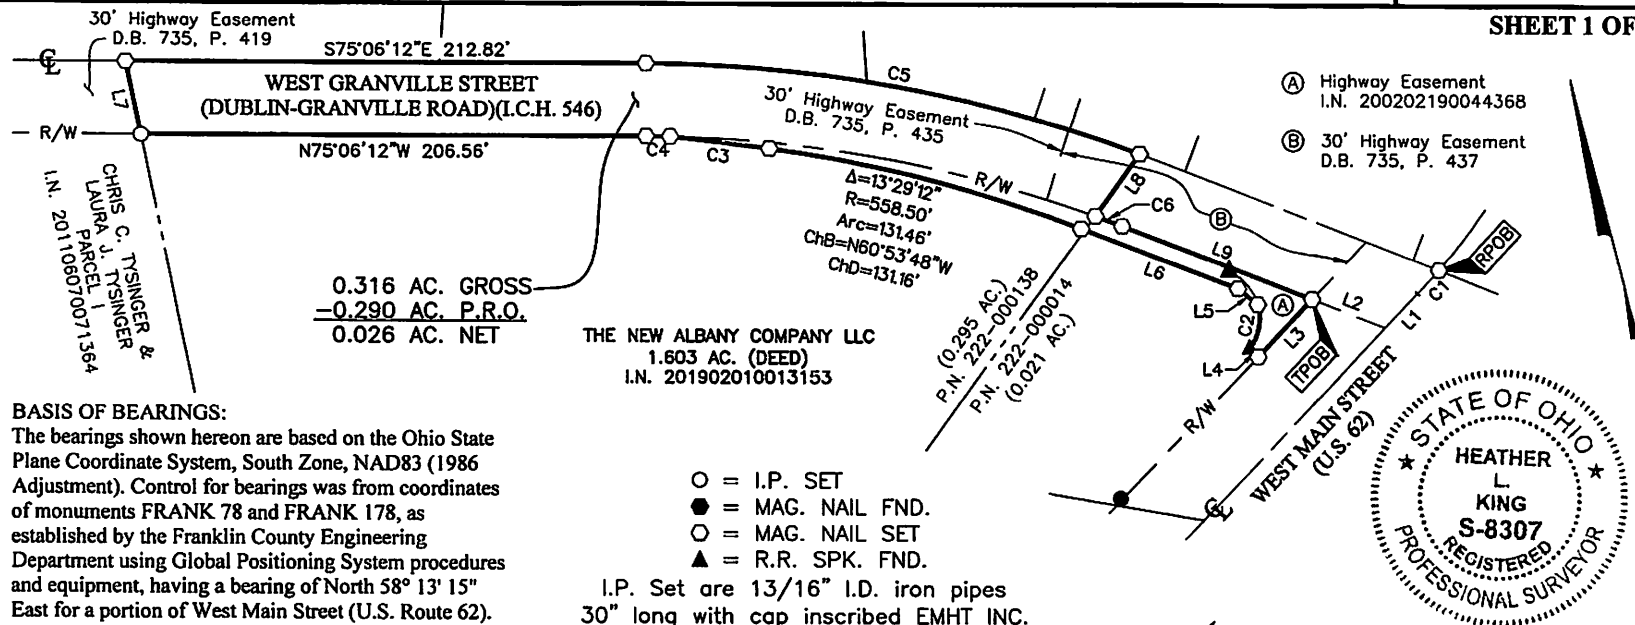 SHEET 1 OF
30' Highway Easement
D.B. 735, P. 419
S75°06'12"E 212.82'
C5
CL
L7
WEST GRANVILLE STREET
(DUBLIN-GRANVILLE ROAD)(I.C.H. 546)
30' Highway Easement
D.B. 735, P. 435
A Highway Easement
I.N. 200202190044368
B 30' Highway Easement
D.B. 735, P. 437
R/W
N75°06'12"W 206.56'
C4
C3
R/W
L8
C6
B
L9
RPOB
Δ=13°29'12"
R=558.50'
Arc=131.46'
ChB=N60°53'48"W
ChD=131.16'
L6
L5
C2
A
L3
L4
TPOB
L2
C1
L1
CHRIS C. TYSINGER &
LAURA J. TYSINGER
PARCEL I
I.N. 201106070071364
0.316 AC. GROSS
-0.290 AC. P.R.O.
0.026 AC. NET
THE NEW ALBANY COMPANY LLC
1.603 AC. (DEED)
I.N. 201902010013153
(0.295 AC.)
P.N. 222-000138
P.N. 222-000014
(0.021 AC.)
R/W
WEST MAIN STREET
(U.S. 62)
CL
BASIS OF BEARINGS:
The bearings shown hereon are based on the Ohio State
Plane Coordinate System, South Zone, NAD83 (1986
Adjustment). Control for bearings was from coordinates
of monuments FRANK 78 and FRANK 178, as
established by the Franklin County Engineering
Department using Global Positioning System procedures
and equipment, having a bearing of North 58° 13' 15"
East for a portion of West Main Street (U.S. Route 62).
= I.P. SET
= MAG. NAIL FND.
= MAG. NAIL SET
= R.R. SPK. FND.
I.P. Set are 13/16" I.D. iron pipes
30" long with cap inscribed EMHT INC.
STATE OF OHIO
HEATHER
L.
KING
S-8307
REGISTERED
PROFESSIONAL SURVEYOR